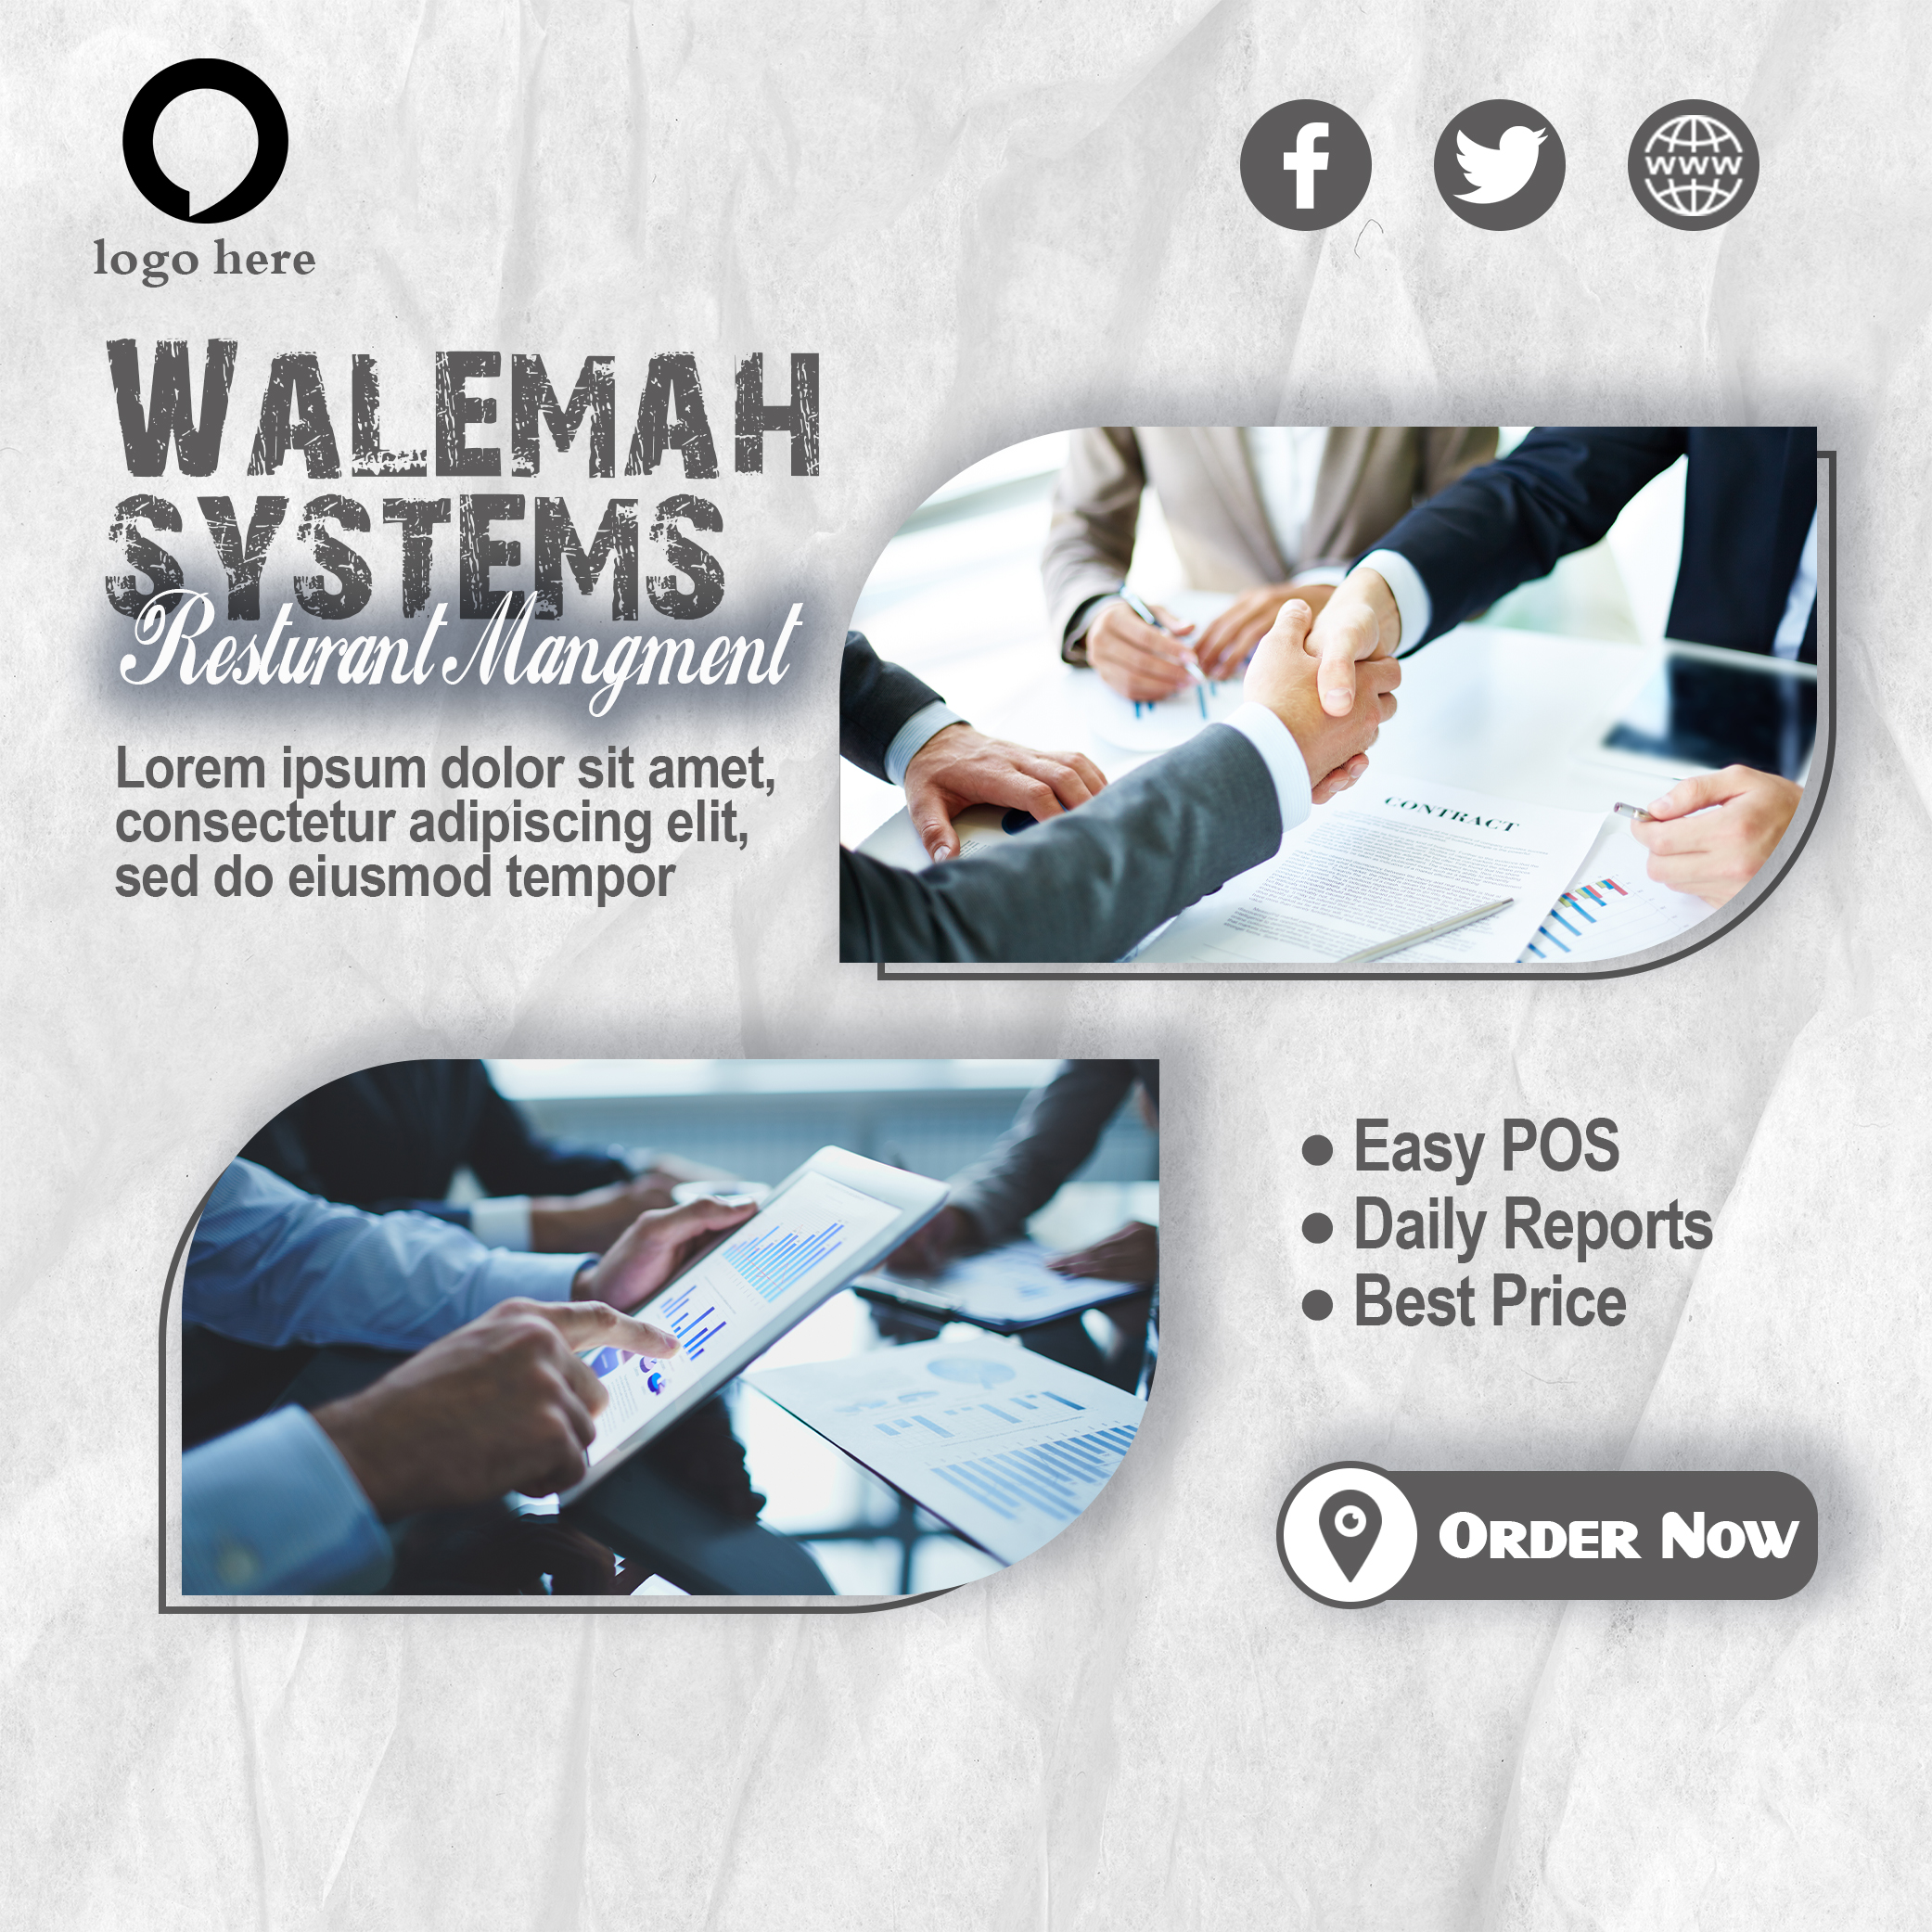 logo here
f
WWW
WALEMAH
SYSTEMS
Resturant Mangment
Lorem ipsum dolor sit amet,
consectetur adipiscing elit,
sed do eiusmod tempor
CONTRACT
• Easy POS
• Daily Reports
• Best Price
ORDER NOW